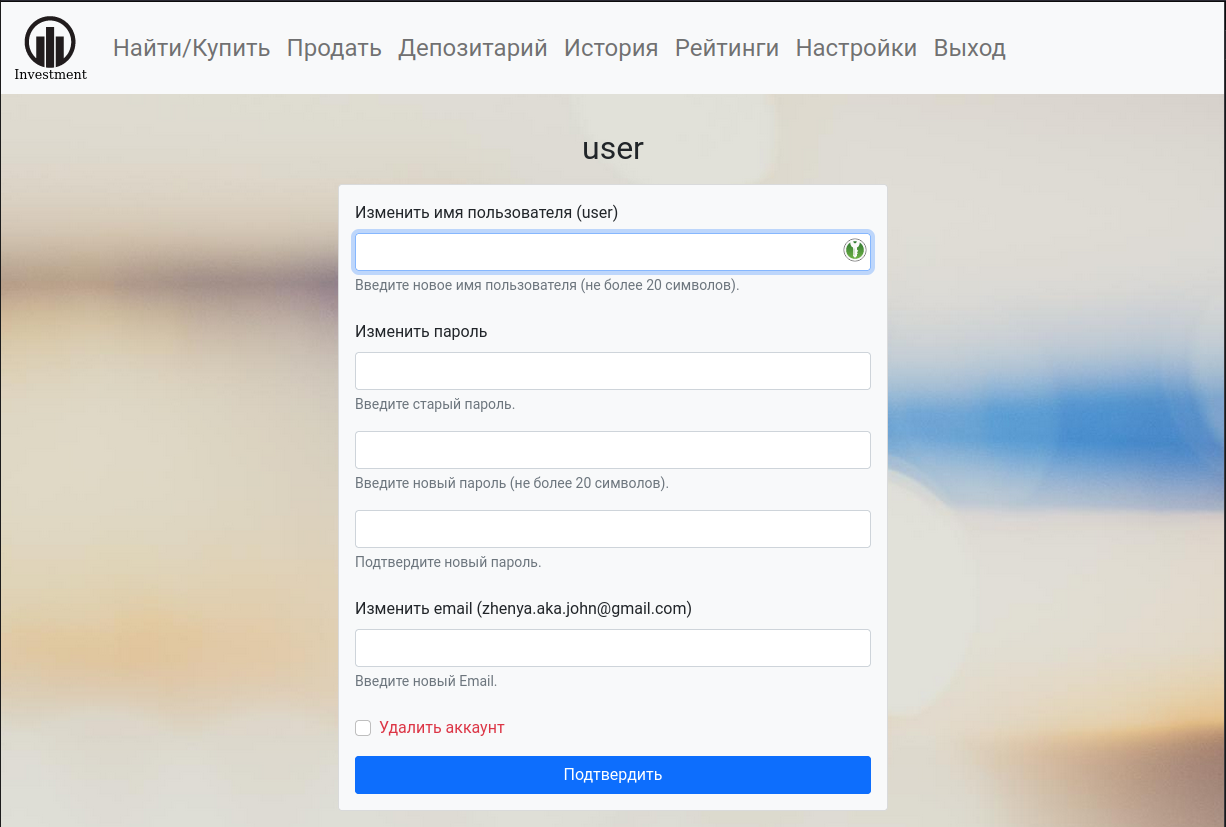 Investment
Найти/Купить Продать Депозитарий История Рейтинги Настройки Выход
user
Изменить имя пользователя (user)
Введите новое имя пользователя (не более 20 символов).
Изменить пароль
Введите старый пароль.
Введите новый пароль (не более 20 символов).
Подтвердите новый пароль.
Изменить email (zhenya.aka.john@gmail.com)
Введите новый Email.
Удалить аккаунт
Подтвердить